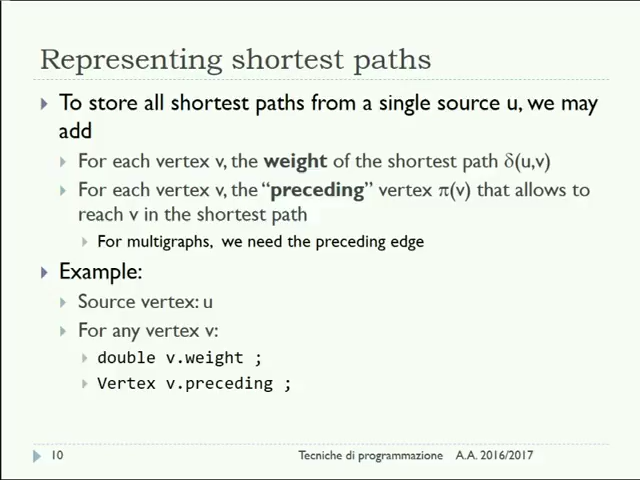 Representing shortest paths
To store all shortest paths from a single source u, we may
add
For each vertex v, the weight of the shortest path δ(u,v)
For each vertex v, the “preceding” vertex π(v) that allows to
reach v in the shortest path
For multigraphs, we need the preceding edge
Example:
Source vertex: u
For any vertex v:
double v.weight ;
Vertex v.preceding ;
10 Tecniche di programmazione A.A. 2016/2017